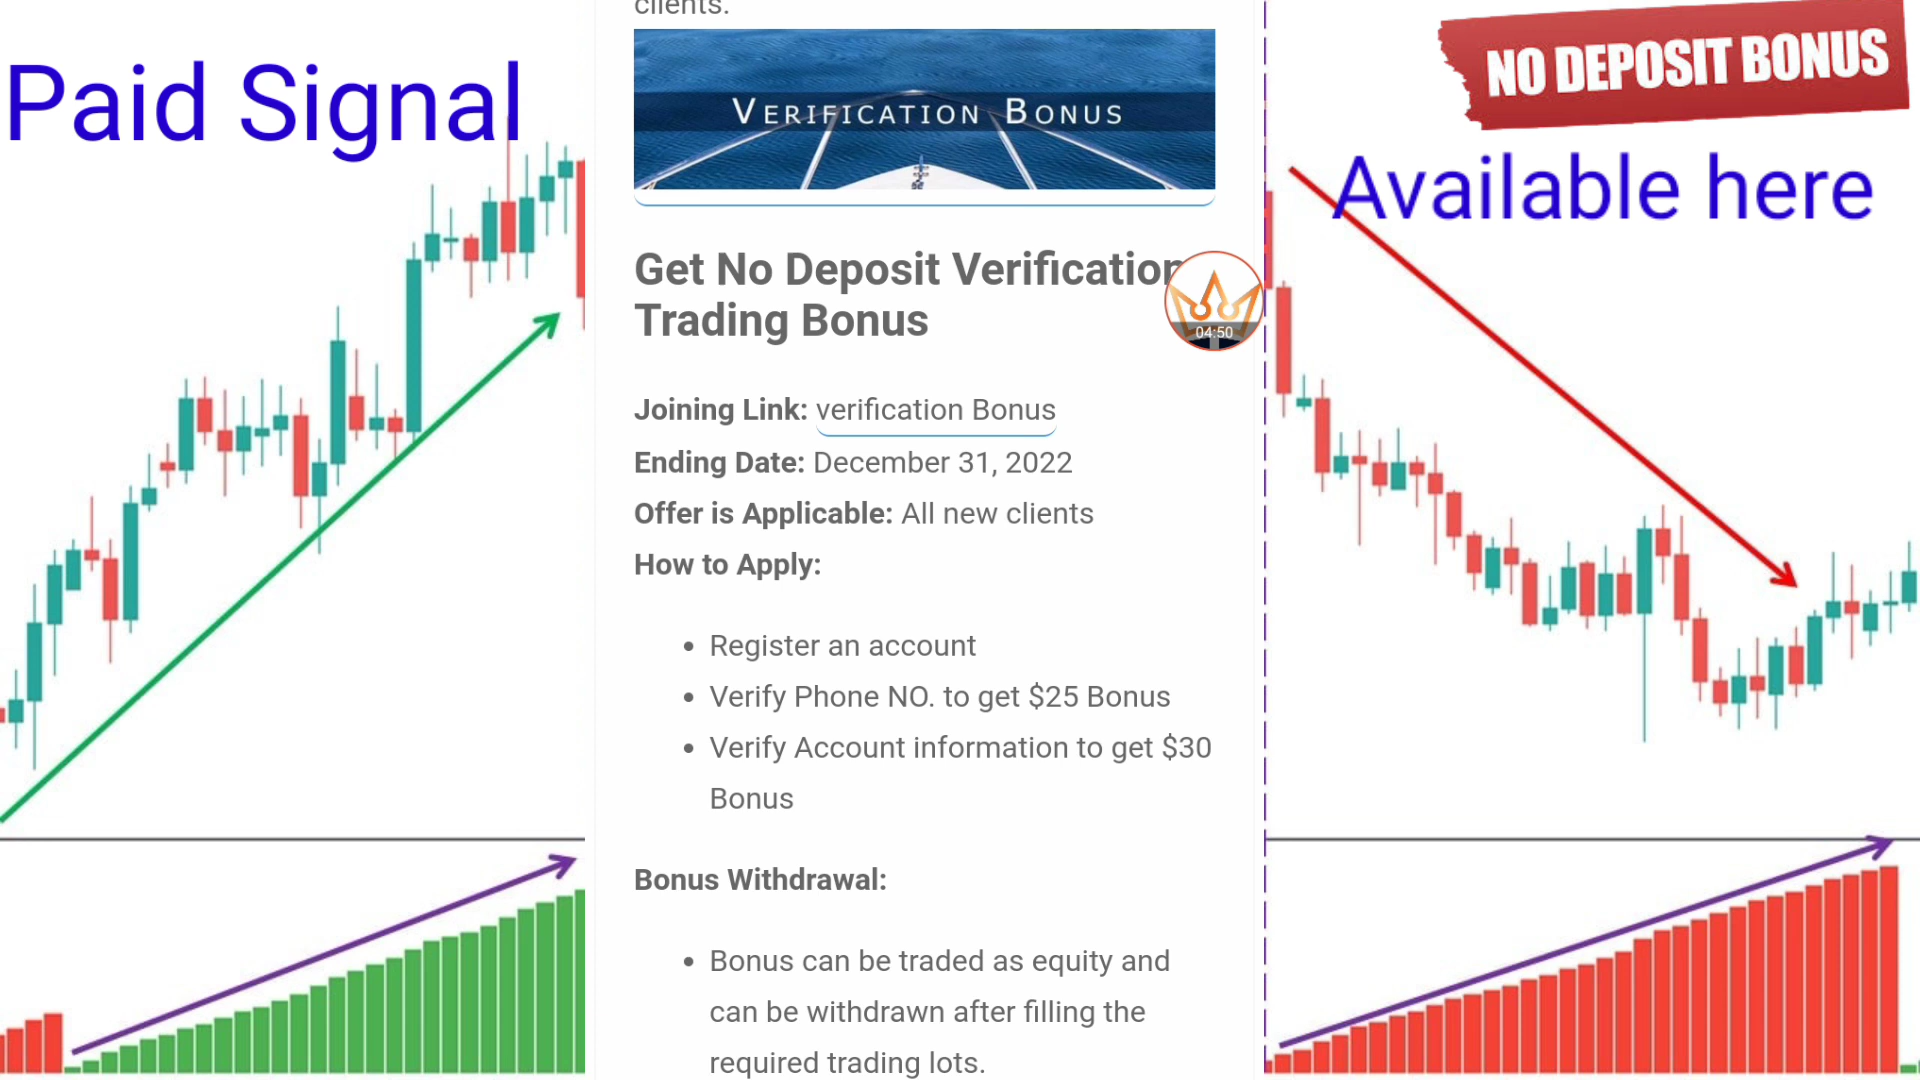 clients.
Paid Signal
VERIFICATION BONUS
NO DEPOSIT BONUS
Available here
Get No Deposit Verification
Trading Bonus
04:50
Joining Link: verification Bonus
Ending Date: December 31, 2022
Offer is Applicable: All new clients
How to Apply:
• Register an account
• Verify Phone NO. to get $25 Bonus
• Verify Account information to get $30
Bonus
Bonus Withdrawal:
• Bonus can be traded as equity and
can be withdrawn after filling the
required trading lots.